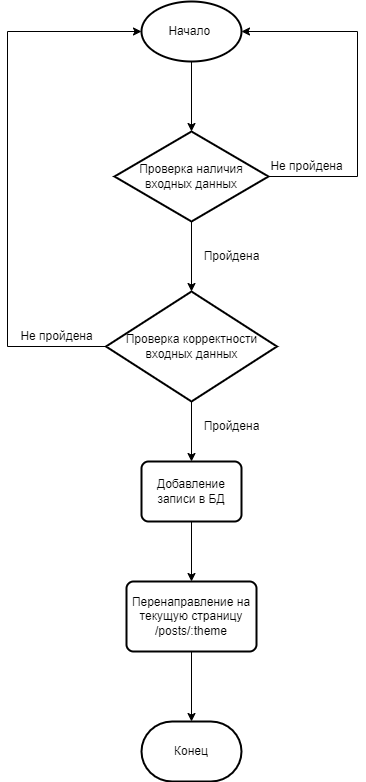 Начало
Проверка наличия
входных данных
Не пройдена
Пройдена
Не пройдена
Проверка корректности
входных данных
Пройдена
Добавление
записи в БД
Перенаправление на
текущую страницу
/posts/:theme
Конец